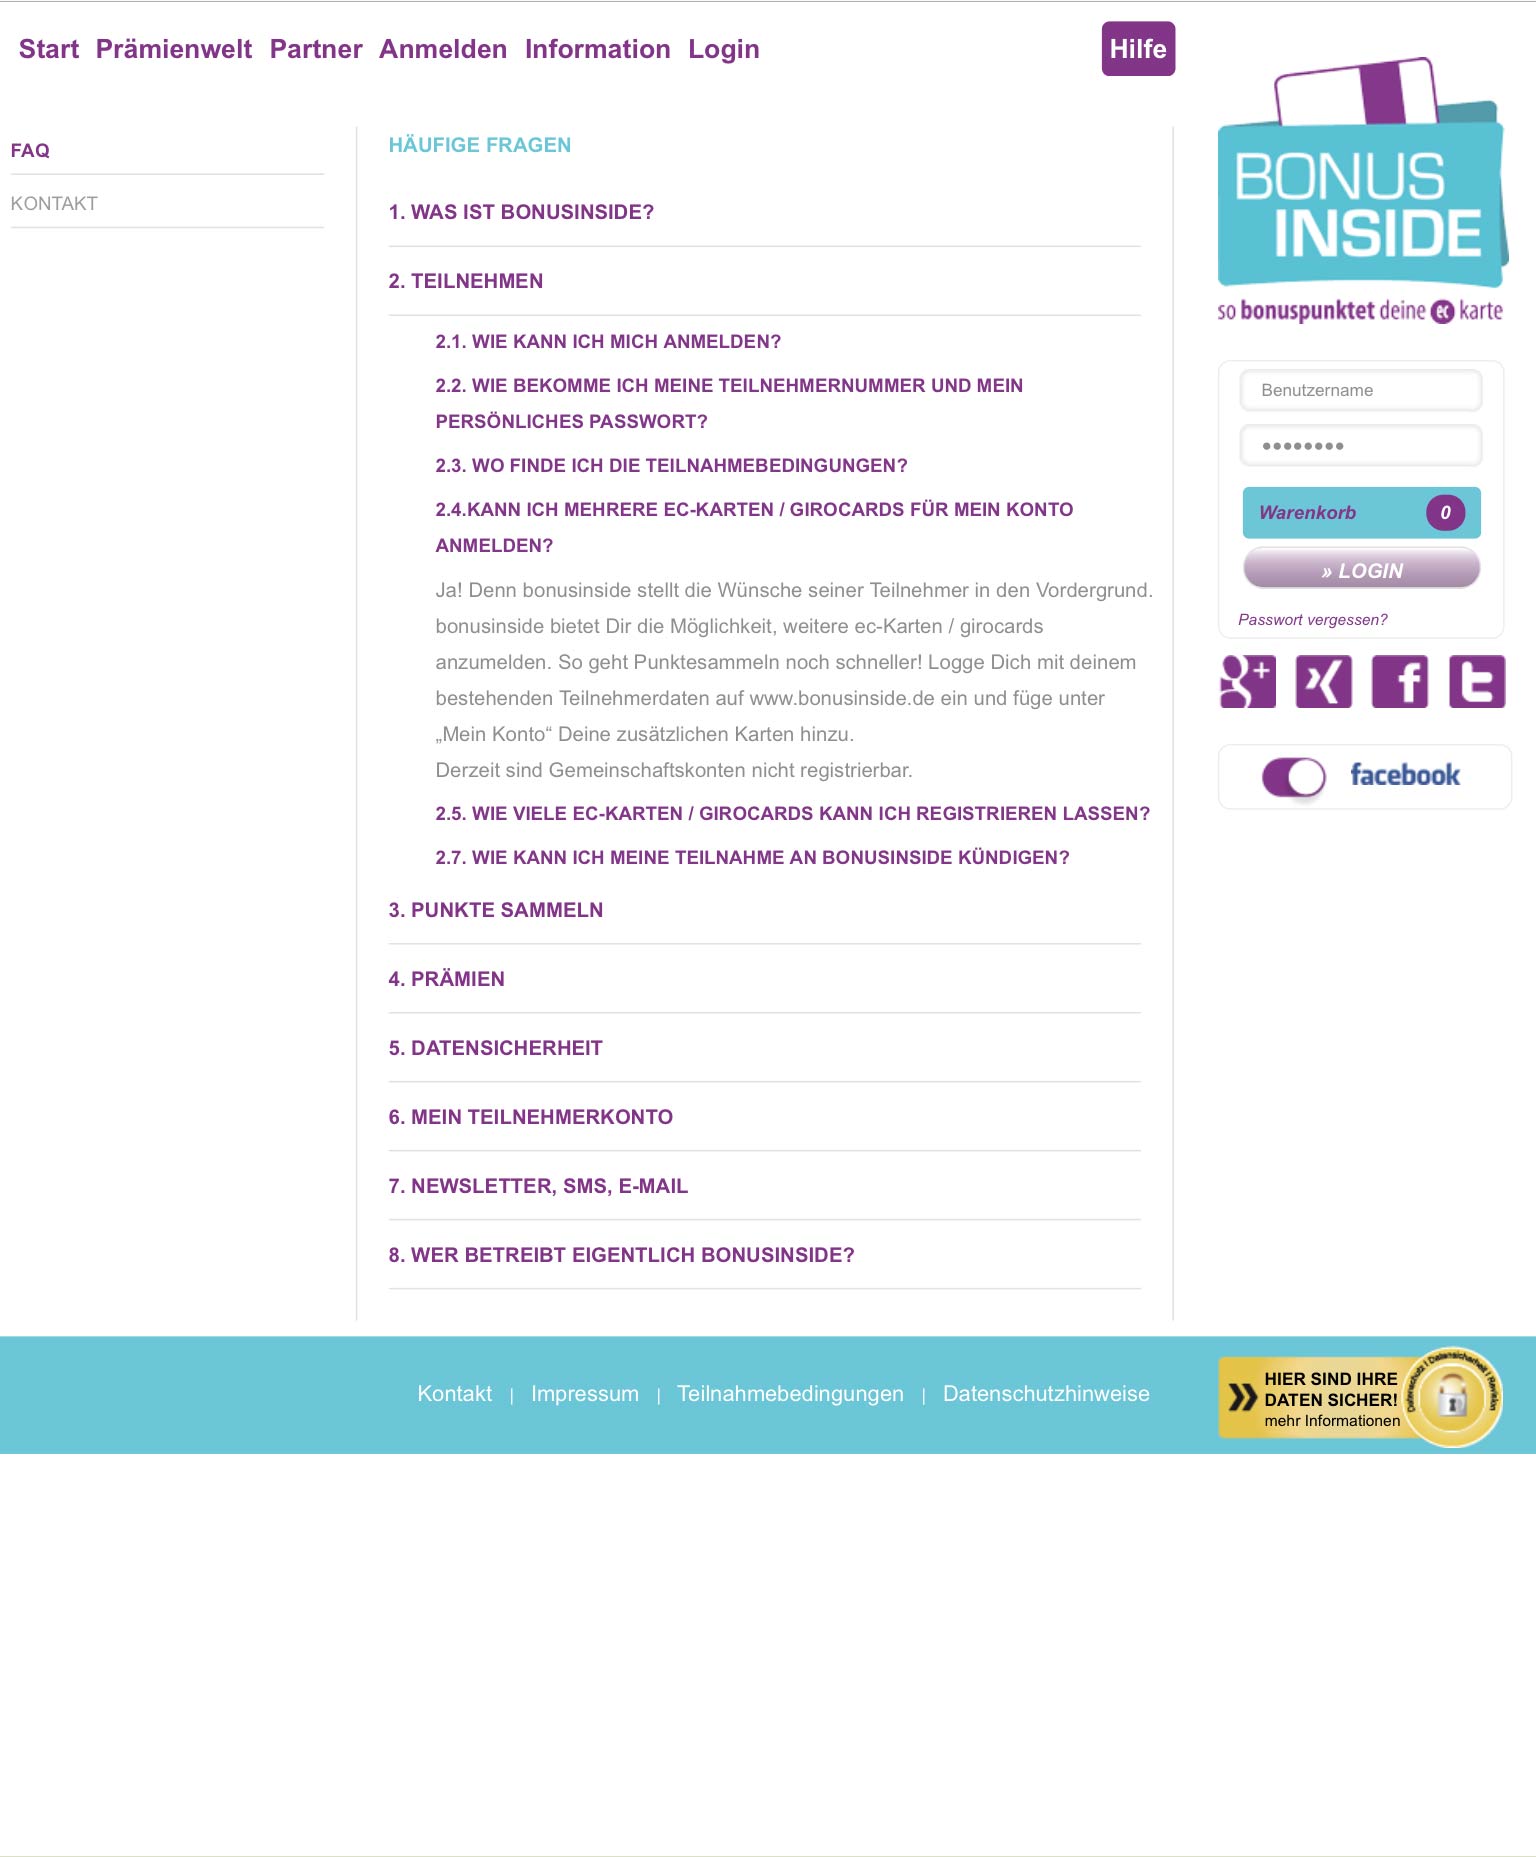 Start Prämienwelt Partner Anmelden Information Login
Hilfe
FAQ
KONTAKT
HÄUFIGE FRAGEN
1. WAS IST BONUSINSIDE?
2. TEILNEHMEN
2.1. WIE KANN ICH MICH ANMELDEN?
2.2. WIE BEKOMME ICH MEINE TEILNEHMERNUMMER UND MEIN
PERSÖNLICHES PASSWORT?
2.3. WO FINDE ICH DIE TEILNAHMEBEDINGUNGEN?
2.4.KANN ICH MEHRERE EC-KARTEN / GIROCARDS FÜR MEIN KONTO
ANMELDEN?
Ja! Denn bonusinside stellt die Wünsche seiner Teilnehmer in den Vordergrund.
bonusinside bietet Dir die Möglichkeit, weitere ec-Karten / girocards
anzumelden. So geht Punktesammeln noch schneller! Logge Dich mit deinem
bestehenden Teilnehmerdaten auf www.bonusinside.de ein und füge unter
„Mein Konto“ Deine zusätzlichen Karten hinzu.
Derzeit sind Gemeinschaftskonten nicht registrierbar.
2.5. WIE VIELE EC-KARTEN / GIROCARDS KANN ICH REGISTRIEREN LASSEN?
2.7. WIE KANN ICH MEINE TEILNAHME AN BONUSINSIDE KÜNDIGEN?
3. PUNKTE SAMMELN
4. PRÄMIEN
5. DATENSICHERHEIT
6. MEIN TEILNEHMERKONTO
7. NEWSLETTER, SMS, E-MAIL
8. WER BETREIBT EIGENTLICH BONUSINSIDE?
BONUS
INSIDE
so bonuspunktet deine ec karte
Benutzername
••••••••
Warenkorb 0
» LOGIN
Passwort vergessen?
facebook
Kontakt | Impressum | Teilnahmebedingungen | Datenschutzhinweise
HIER SIND IHRE
DATEN SICHER!
mehr Informationen
Datenschutz | Datensicherheit | Revision